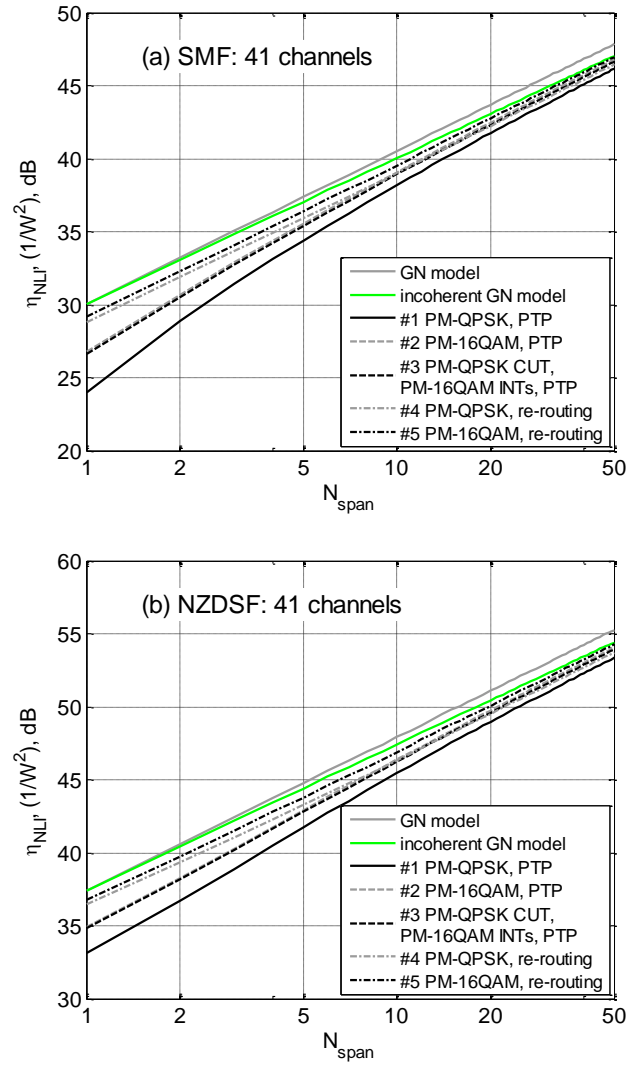 (a) SMF: 41 channels
ηNLI, (1/W^2), dB
50
45
40
35
30
25
20
GN model
incoherent GN model
#1 PM-QPSK, PTP
#2 PM-16QAM, PTP
#3 PM-QPSK CUT,
PM-16QAM INTs, PTP
#4 PM-QPSK, re-routing
#5 PM-16QAM, re-routing
1 2 5 10 20 50
Nspan
(b) NZDSF: 41 channels
ηNLI, (1/W^2), dB
60
55
50
45
40
35
30
GN model
incoherent GN model
#1 PM-QPSK, PTP
#2 PM-16QAM, PTP
#3 PM-QPSK CUT,
PM-16QAM INTs, PTP
#4 PM-QPSK, re-routing
#5 PM-16QAM, re-routing
1 2 5 10 20 50
Nspan